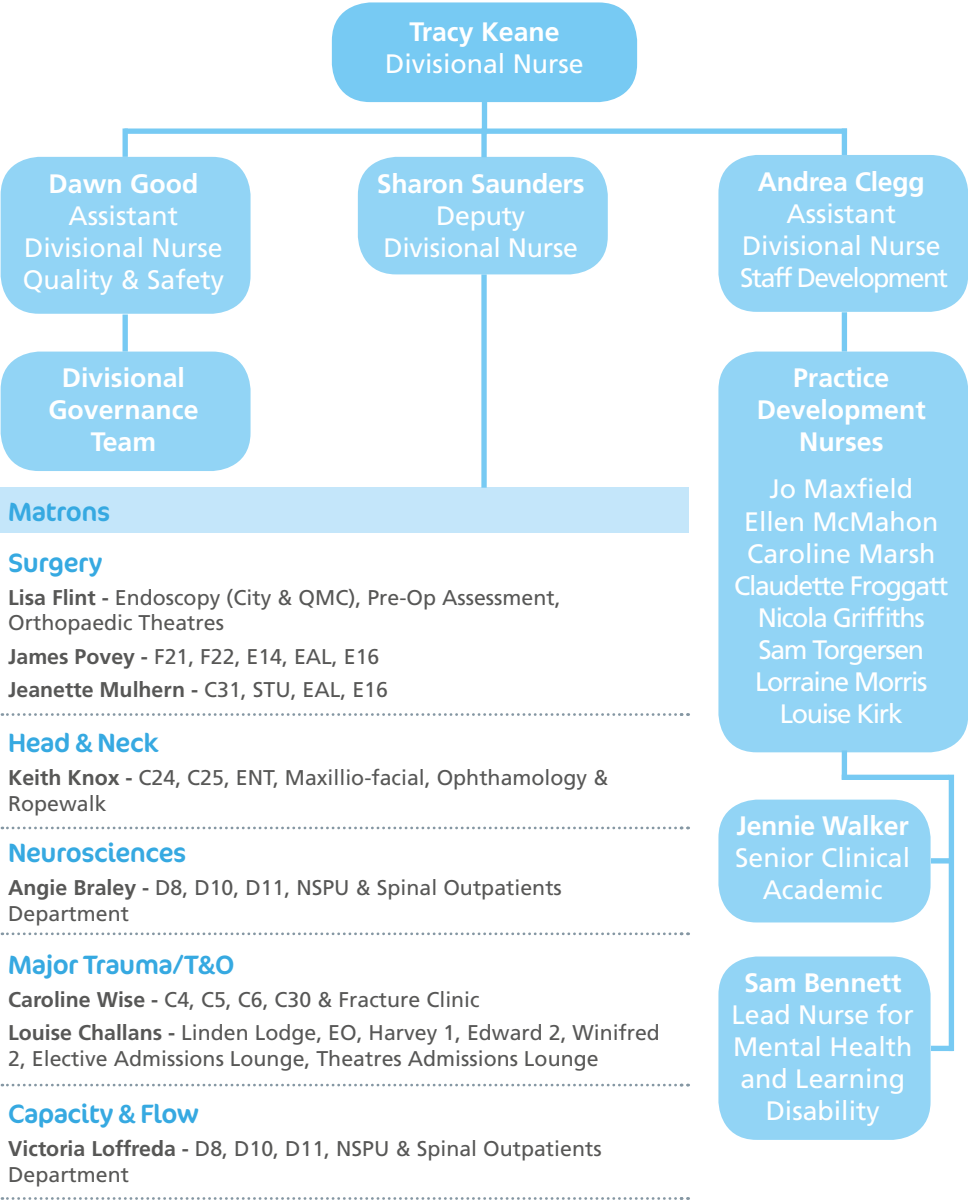 Tracy Keane
Divisional Nurse
Dawn Good
Assistant
Divisional Nurse
Quality & Safety
Sharon Saunders
Deputy
Divisional Nurse
Andrea Clegg
Assistant
Divisional Nurse
Staff Development
Divisional
Governance
Team
Practice
Development
Nurses
Jo Maxfield
Ellen McMahon
Caroline Marsh
Claudette Froggatt
Nicola Griffiths
Sam Torgersen
Lorraine Morris
Louise Kirk
Matrons
Surgery
Lisa Flint - Endoscopy (City & QMC), Pre-Op Assessment,
Orthopaedic Theatres
James Povey - F21, F22, E14, EAL, E16
Jeanette Mulhern - C31, STU, EAL, E16
Head & Neck
Keith Knox - C24, C25, ENT, Maxillio-facial, Ophthamology &
Ropewalk
Neurosciences
Angie Braley - D8, D10, D11, NSPU & Spinal Outpatients
Department
Major Trauma/T&O
Caroline Wise - C4, C5, C6, C30 & Fracture Clinic
Louise Challans - Linden Lodge, EO, Harvey 1, Edward 2, Winifred
2, Elective Admissions Lounge, Theatres Admissions Lounge
Capacity & Flow
Victoria Loffreda - D8, D10, D11, NSPU & Spinal Outpatients
Department
Jennie Walker
Senior Clinical
Academic
Sam Bennett
Lead Nurse for
Mental Health
and Learning
Disability